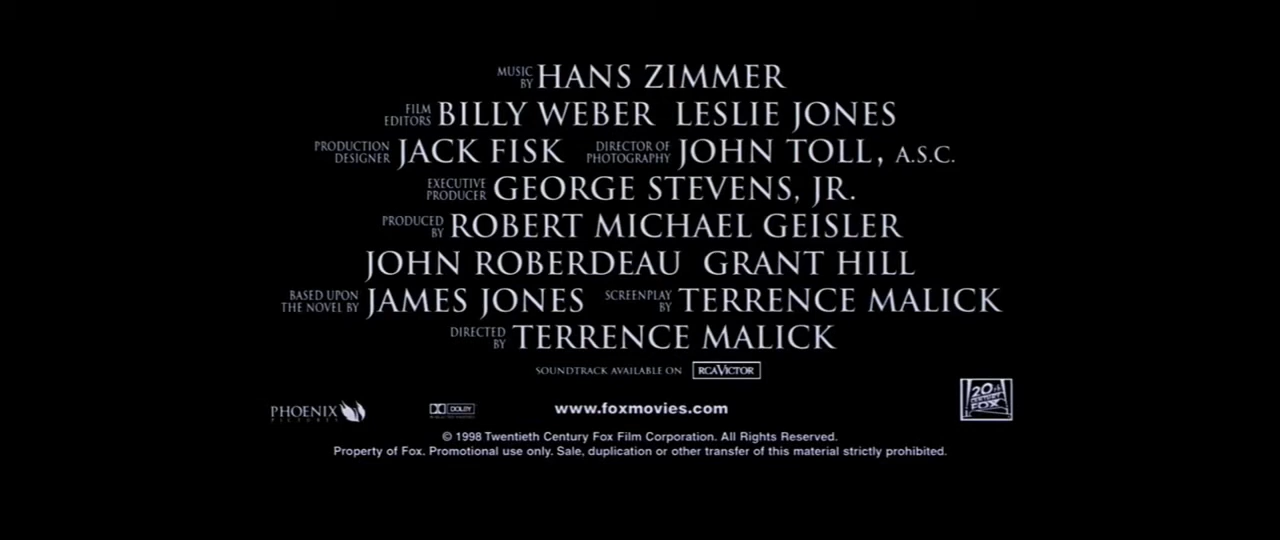 MUSIC BY HANS ZIMMER
FILM EDITORS BILLY WEBER LESLIE JONES
PRODUCTION DESIGNER JACK FISK DIRECTOR OF PHOTOGRAPHY JOHN TOLL, A.S.C.
EXECUTIVE PRODUCER GEORGE STEVENS, JR.
PRODUCED BY ROBERT MICHAEL GEISLER
JOHN ROBERDEAU GRANT HILL
BASED UPON THE NOVEL BY JAMES JONES SCREENPLAY BY TERRENCE MALICK
DIRECTED BY TERRENCE MALICK
SOUNDTRACK AVAILABLE ON RCA VICTOR
PHOENIX PICTURES DOLBY www.foxmovies.com 20TH CENTURY FOX
© 1998 Twentieth Century Fox Film Corporation. All Rights Reserved.
Property of Fox. Promotional use only. Sale, duplication or other transfer of this material strictly prohibited.